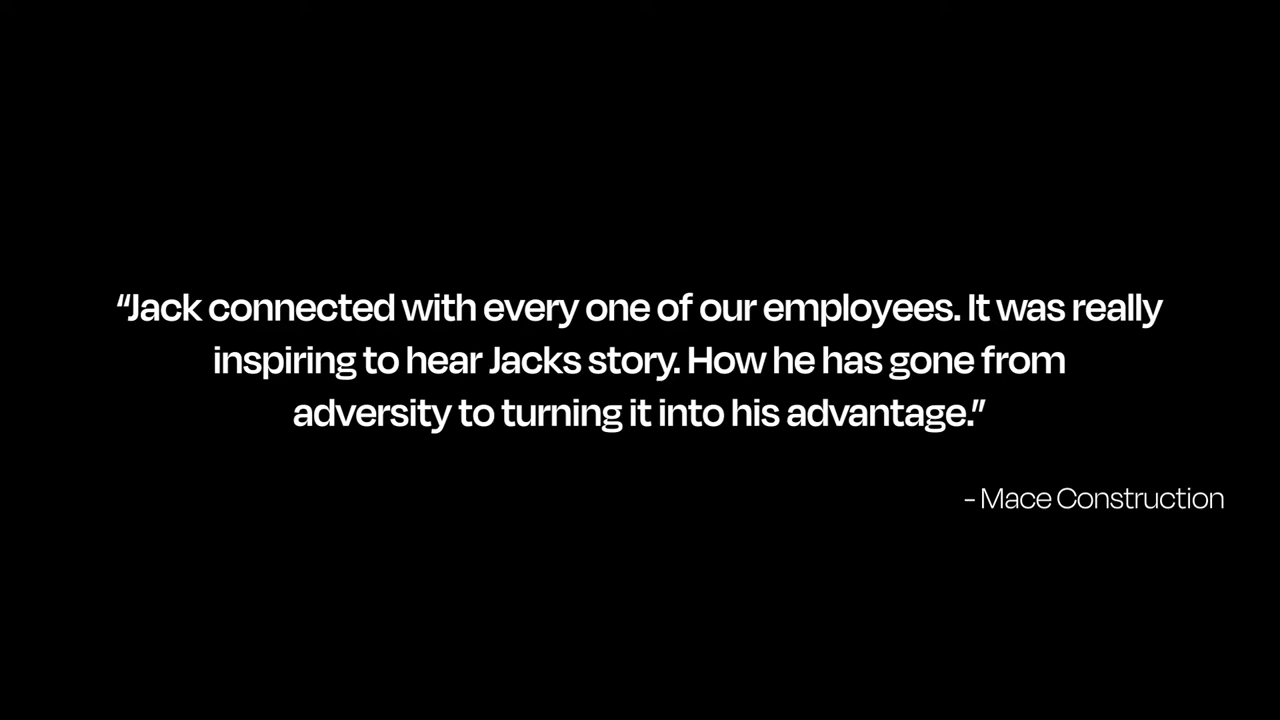 “Jack connected with every one of our employees. It was really
inspiring to hear Jacks story. How he has gone from
adversity to turning it into his advantage.”
- Mace Construction